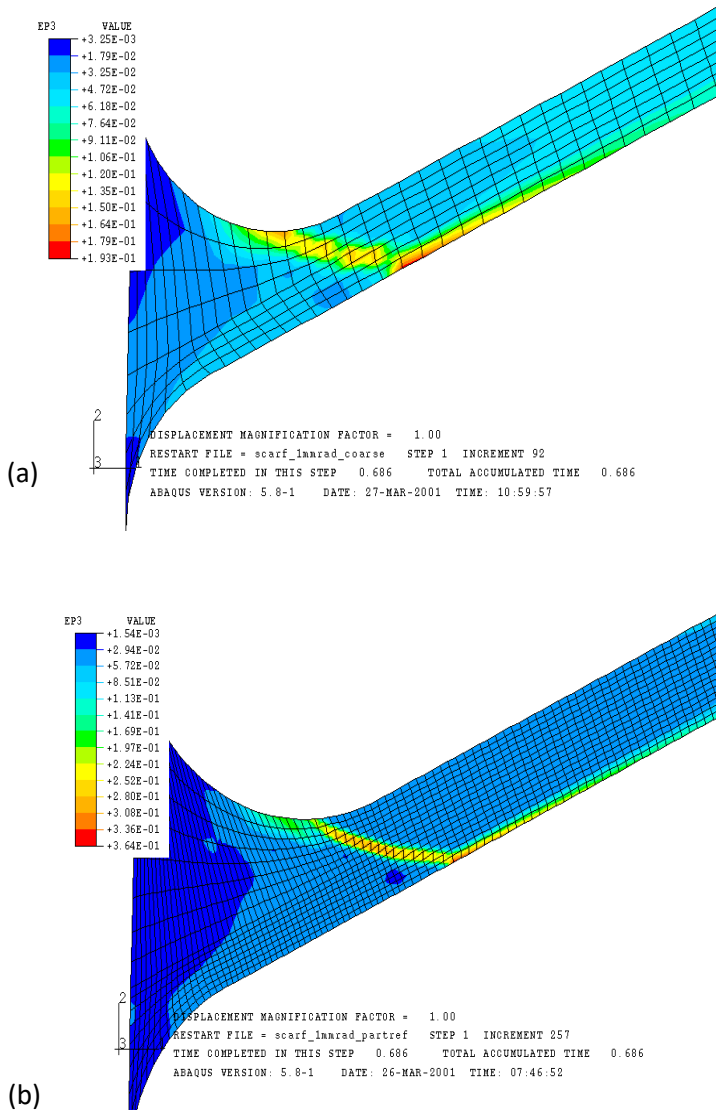 EP3 VALUE
+3.25E-03
+1.79E-02
+3.25E-02
+4.72E-02
+6.18E-02
+7.64E-02
+9.11E-02
+1.06E-01
+1.20E-01
+1.35E-01
+1.50E-01
+1.64E-01
+1.79E-01
+1.93E-01
2
3 1
(a)
DISPLACEMENT MAGNIFICATION FACTOR = 1.00
RESTART FILE = scarf_1mmrad_coarse STEP 1 INCREMENT 92
TIME COMPLETED IN THIS STEP 0.686 TOTAL ACCUMULATED TIME 0.686
ABAQUS VERSION: 5.8-1 DATE: 27-MAR-2001 TIME: 10:59:57
EP3 VALUE
+1.54E-03
+2.94E-02
+5.72E-02
+8.51E-02
+1.13E-01
+1.41E-01
+1.69E-01
+1.97E-01
+2.24E-01
+2.52E-01
+2.80E-01
+3.08E-01
+3.36E-01
+3.64E-01
2
3
(b)
DISPLACEMENT MAGNIFICATION FACTOR = 1.00
RESTART FILE = scarf_1mmrad_partref STEP 1 INCREMENT 257
TIME COMPLETED IN THIS STEP 0.686 TOTAL ACCUMULATED TIME 0.686
ABAQUS VERSION: 5.8-1 DATE: 26-MAR-2001 TIME: 07:46:52